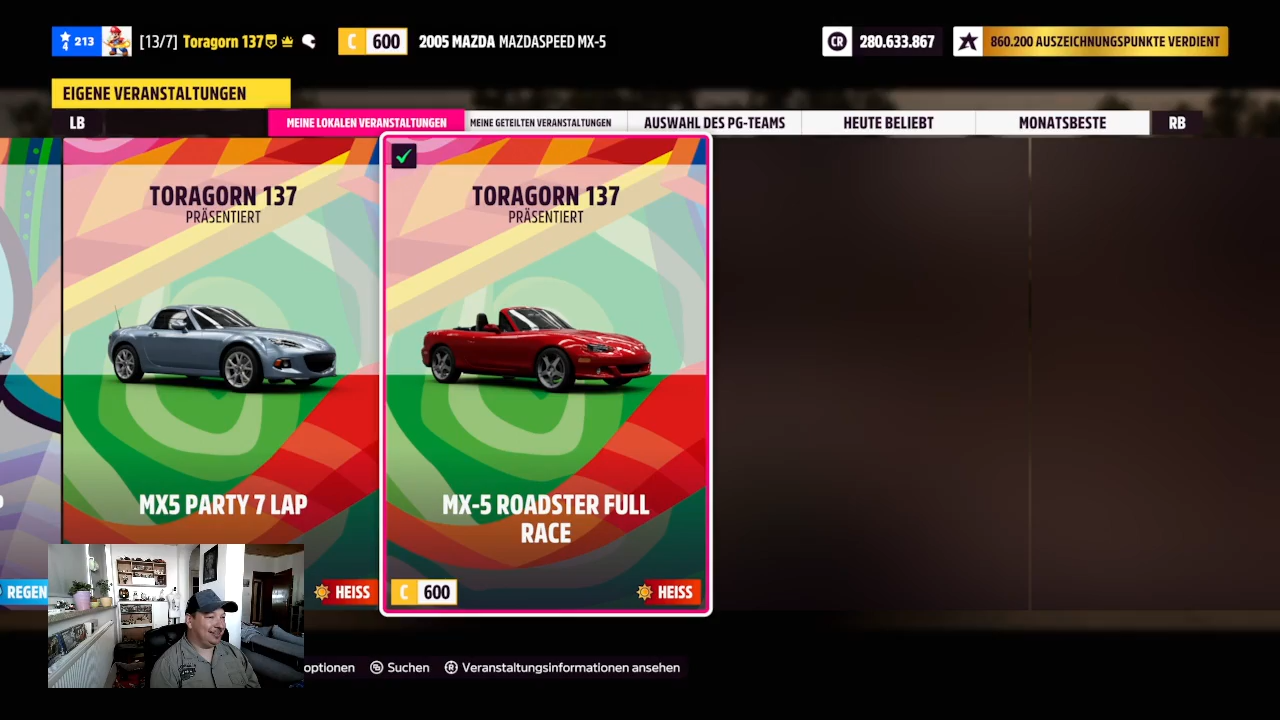 4 213
[13/7] Toragorn 137
C 600
2005 MAZDA MAZDASPEED MX-5
CR 280.633.867
860.200 AUSZEICHNUNGSPUNKTE VERDIENT
EIGENE VERANSTALTUNGEN
LB
MEINE LOKALEN VERANSTALTUNGEN
MEINE GETEILTEN VERANSTALTUNGEN
AUSWAHL DES PG-TEAMS
HEUTE BELIEBT
MONATSBESTE
RB
TORAGORN 137
PRÄSENTIERT
MX5 PARTY 7 LAP
HEISS
TORAGORN 137
PRÄSENTIERT
MX-5 ROADSTER FULL
RACE
C 600
HEISS
P
REGEN
optionen
Suchen
R Veranstaltungsinformationen ansehen